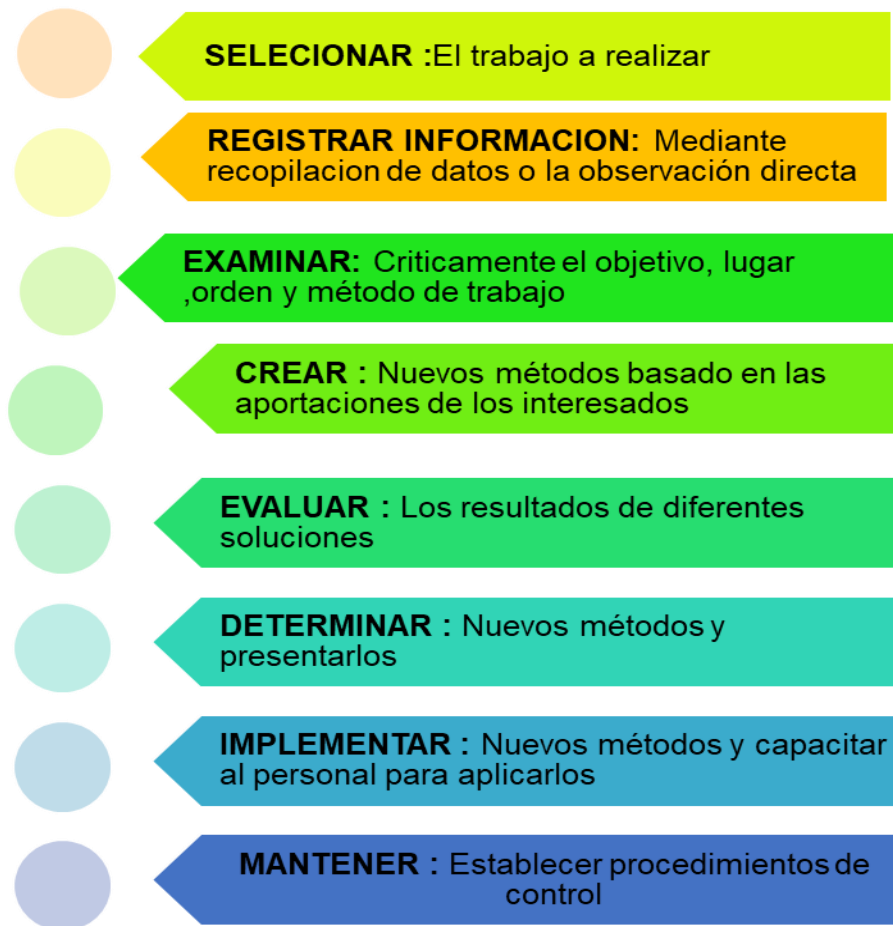 SELECIONAR :El trabajo a realizar
REGISTRAR INFORMACION: Mediante
recopilacion de datos o la observación directa
EXAMINAR: Criticamente el objetivo, lugar
,orden y método de trabajo
CREAR : Nuevos métodos basado en las
aportaciones de los interesados
EVALUAR : Los resultados de diferentes
soluciones
DETERMINAR : Nuevos métodos y
presentarlos
IMPLEMENTAR : Nuevos métodos y capacitar
al personal para aplicarlos
MANTENER : Establecer procedimientos de
control